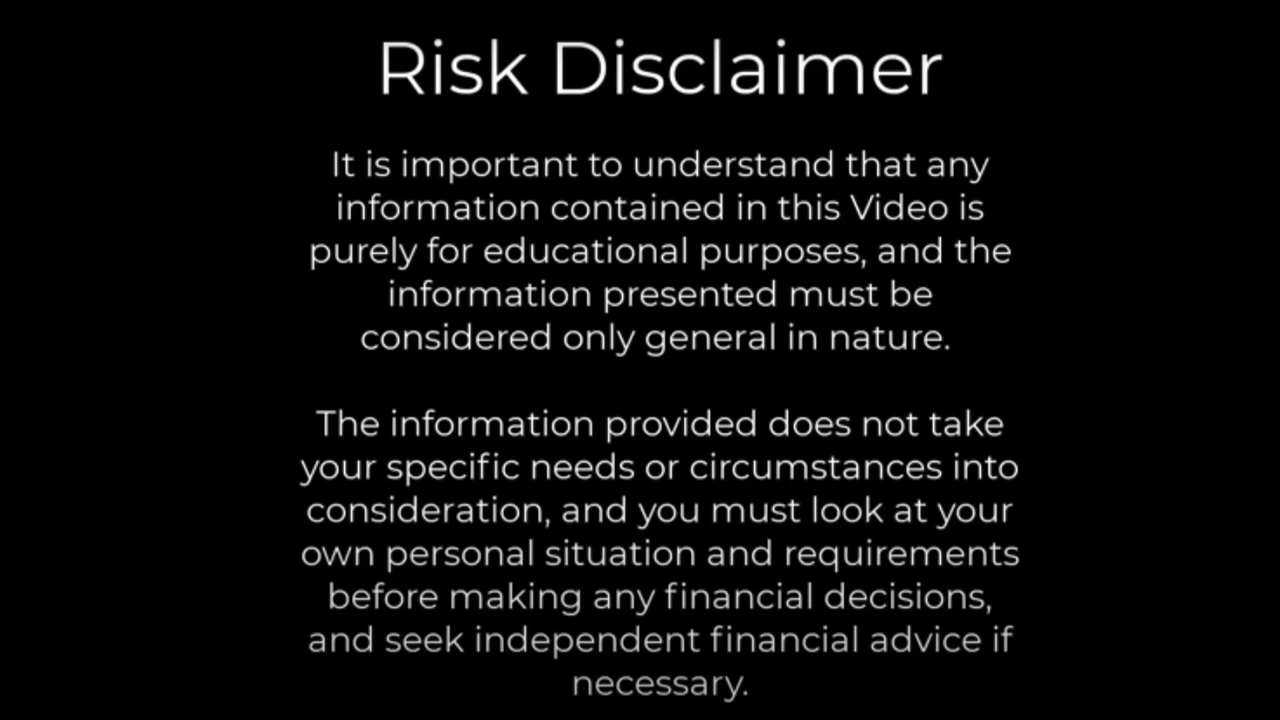 Risk Disclaimer
It is important to understand that any
information contained in this Video is
purely for educational purposes, and the
information presented must be
considered only general in nature.
The information provided does not take
your specific needs or circumstances into
consideration, and you must look at your
own personal situation and requirements
before making any financial decisions,
and seek independent financial advice if
necessary.